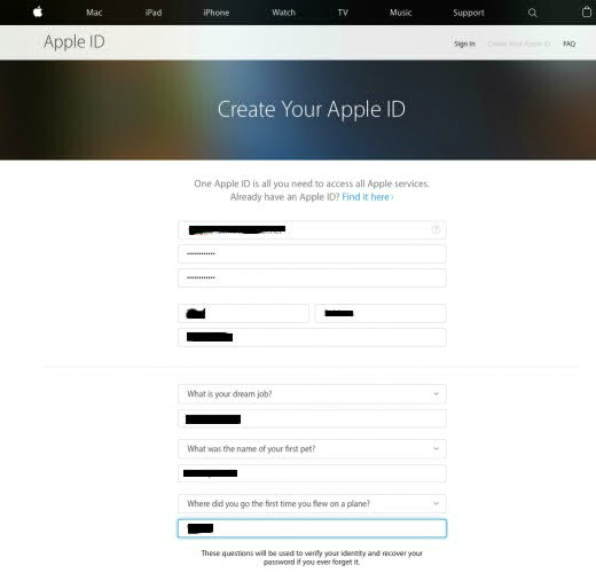 Mac iPad iPhone Watch TV Music Support
Apple ID
Sign In Create Your Apple ID FAQ
Create Your Apple ID
One Apple ID is all you need to access all Apple services.
Already have an Apple ID? Find it here ›
What is your dream job?
What was the name of your first pet?
Where did you go the first time you flew on a plane?
These questions will be used to verify your identity and recover your
password if you ever forget it.